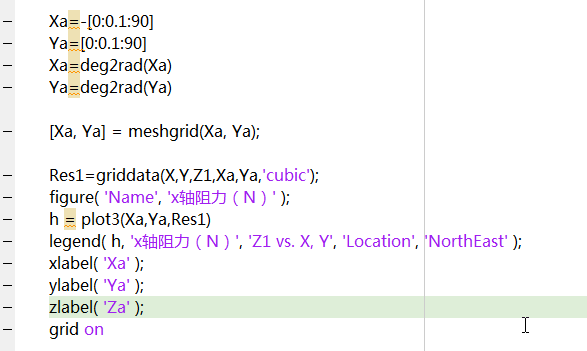 Xa=-[0:0.1:90]
Ya=[0:0.1:90]
Xa=deg2rad(Xa)
Ya=deg2rad(Ya)
[Xa, Ya] = meshgrid(Xa, Ya);
Res1=griddata(X,Y,Z1,Xa,Ya,'cubic');
figure( 'Name', 'x轴阻力（N）' );
h = plot3(Xa,Ya,Res1)
legend( h, 'x轴阻力（N）', 'Z1 vs. X, Y', 'Location', 'NorthEast' );
xlabel( 'Xa' );
ylabel( 'Ya' );
zlabel( 'Za' );
grid on